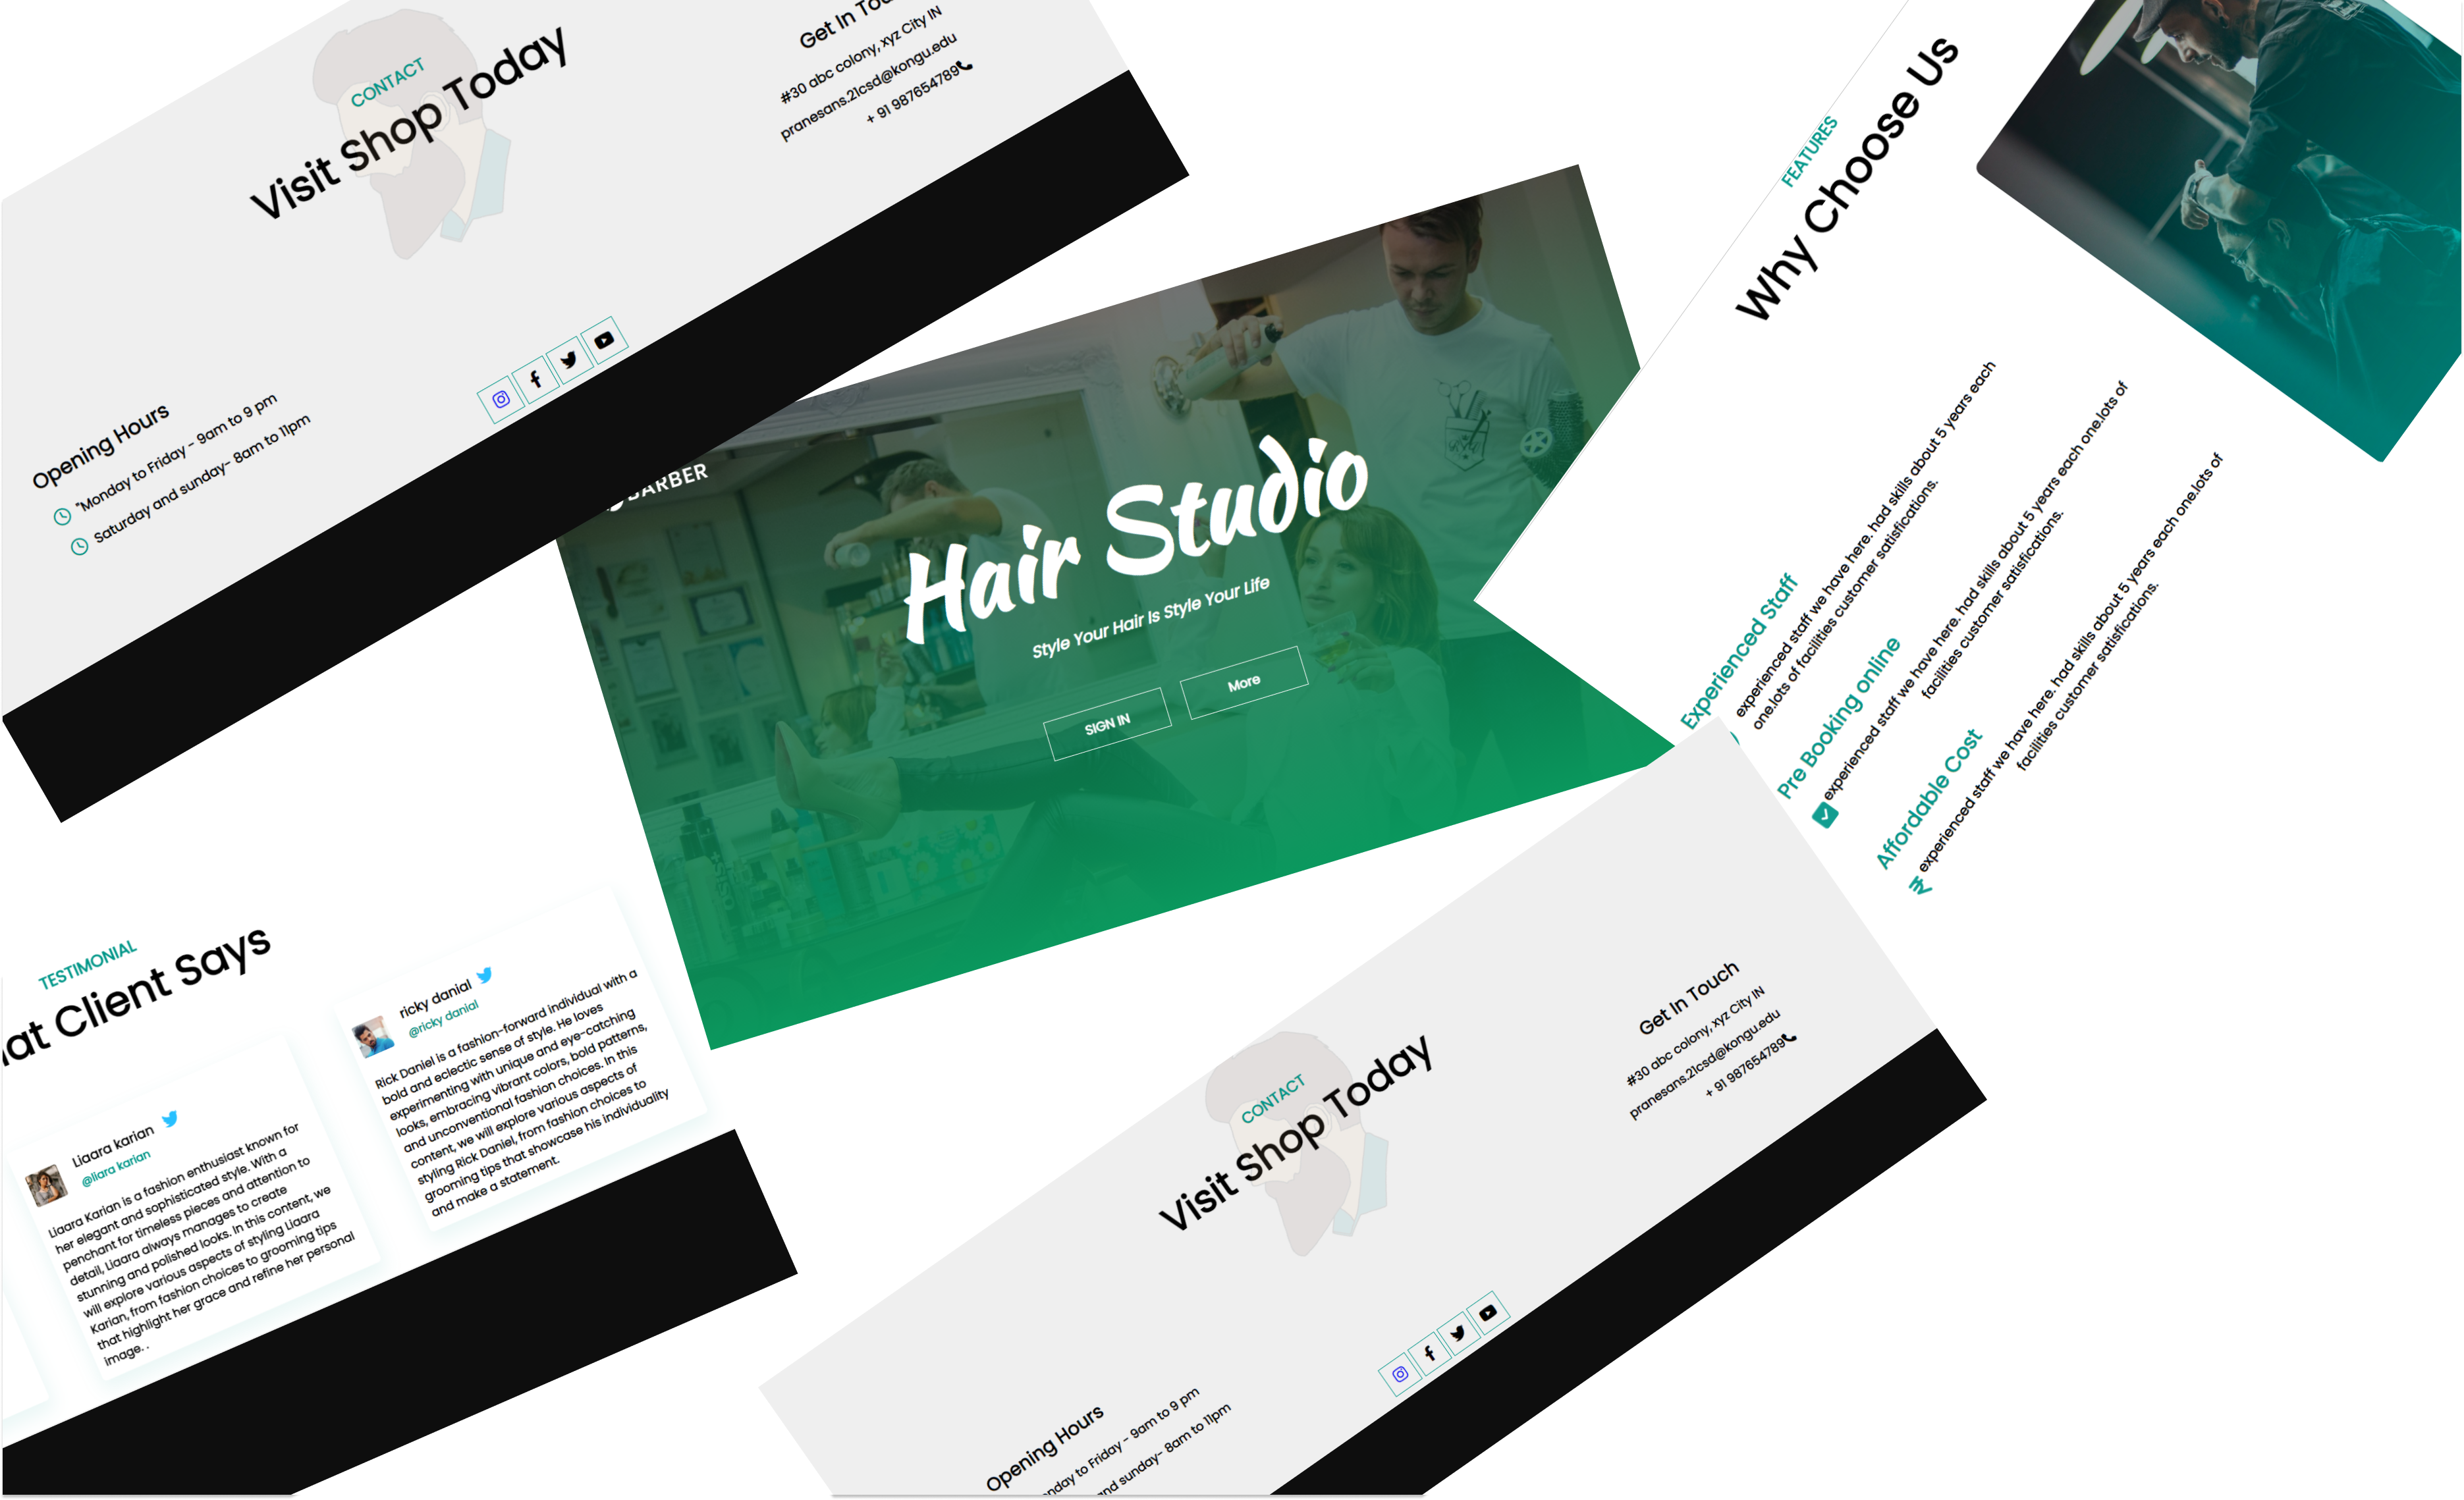 CONTACT
Visit Shop Today
Get In Tou
#30 abc colony, xyz City IN
pranesans.21csd@kongu.edu
+ 91 987654789
Opening Hours
"Monday to Friday - 9am to 9 pm
Saturday and sunday- 8am to 11pm
BARBER
Hair Studio
Style Your Hair Is Style Your Life
SIGN IN
More
FEATURES
Why Choose Us
Experienced Staff
experienced staff we have here. had skills about 5 years each
one.lots of facilities customer satisfications.
Pre Booking online
experienced staff we have here. had skills about 5 years each one.lots of
facilities customer satisfications.
Affordable Cost
₹
experienced staff we have here. had skills about 5 years each one.lots of
facilities customer satisfications.
TESTIMONIAL
at Client Says
Liaara karian
@liara karian
Liaara Karian is a fashion enthusiast known for
her elegant and sophisticated style. With a
penchant for timeless pieces and attention to
detail, Liaara always manages to create
stunning and polished looks. In this content, we
will explore various aspects of styling Liaara
Karian, from fashion choices to grooming tips
that highlight her grace and refine her personal
image. .
ricky danial
@ricky danial
Rick Daniel is a fashion-forward individual with a
bold and eclectic sense of style. He loves
experimenting with unique and eye-catching
looks, embracing vibrant colors, bold patterns,
and unconventional fashion choices. In this
content, we will explore various aspects of
styling Rick Daniel, from fashion choices to
grooming tips that showcase his individuality
and make a statement.
CONTACT
Visit Shop Today
Get In Touch
#30 abc colony, xyz City IN
pranesans.21csd@kongu.edu
+ 91 987654789
Opening Hours
nday to Friday - 9am to 9 pm
and sunday- 8am to 11pm